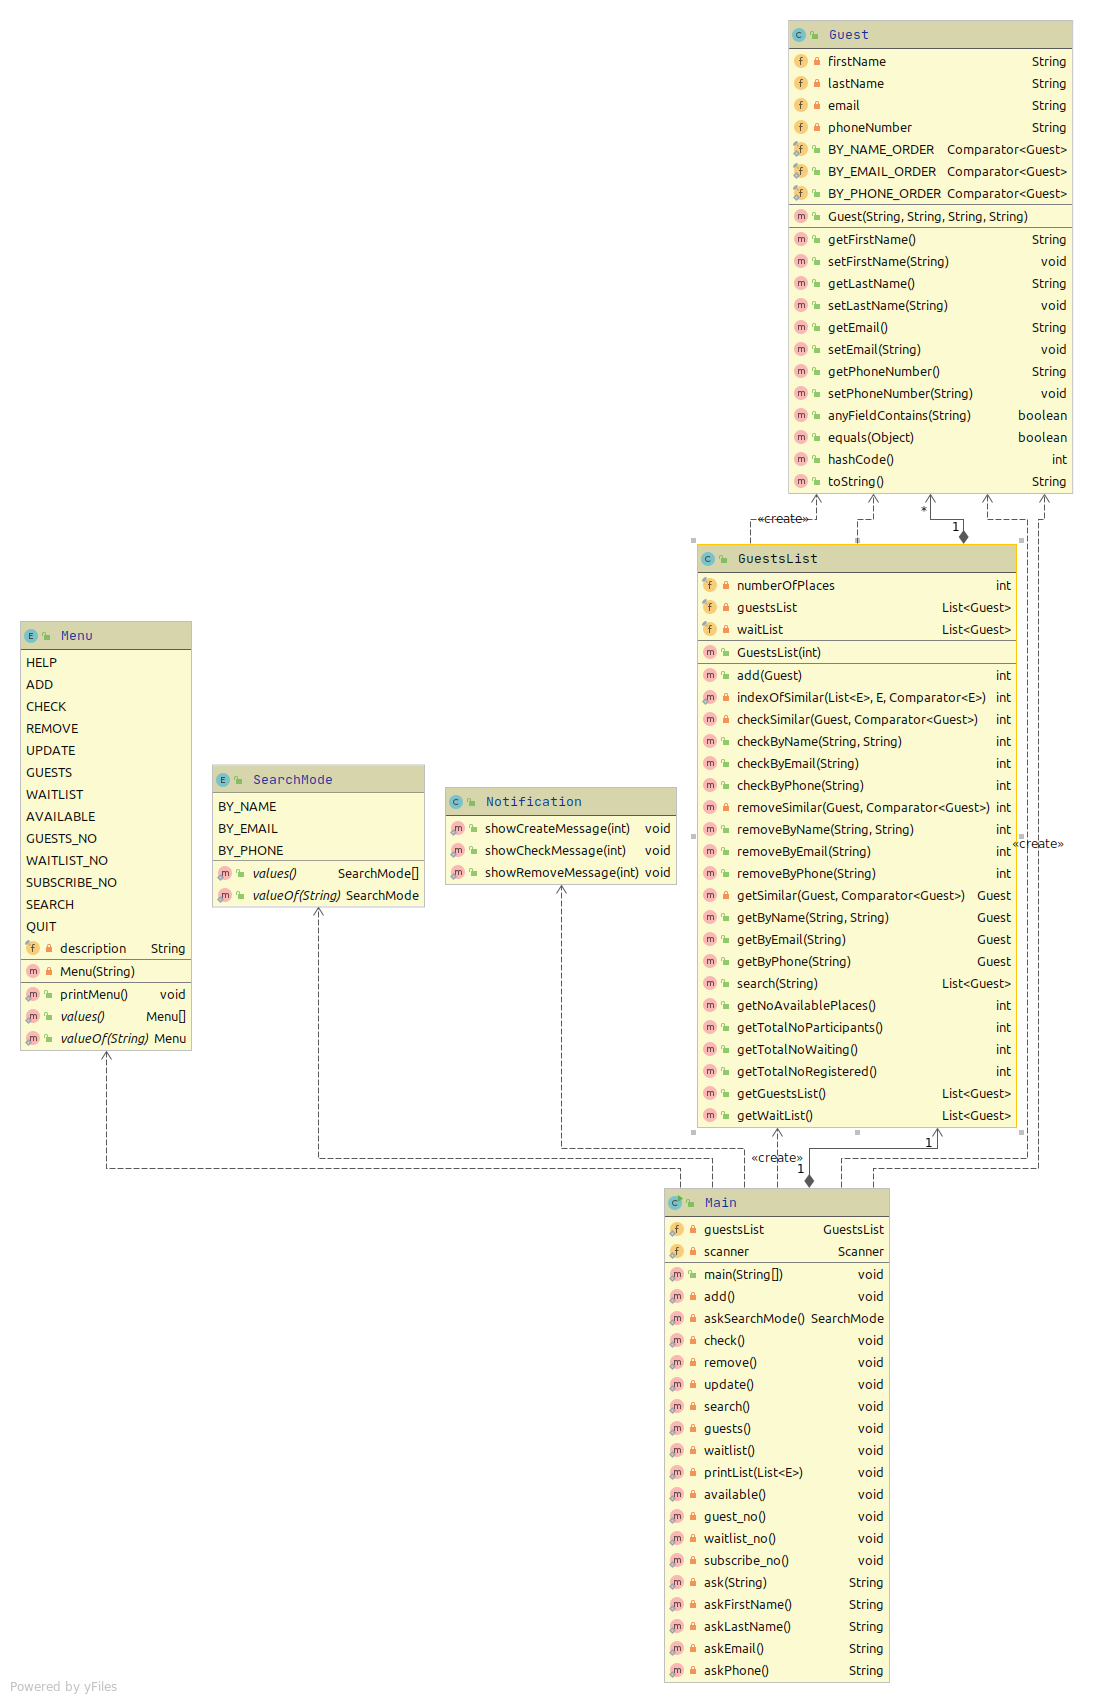 Guest
firstName String
lastName String
email String
phoneNumber String
BY_NAME_ORDER Comparator<Guest>
BY_EMAIL_ORDER Comparator<Guest>
BY_PHONE_ORDER Comparator<Guest>
Guest(String, String, String, String)
getFirstName() String
setFirstName(String) void
getLastName() String
setLastName(String) void
getEmail() String
setEmail(String) void
getPhoneNumber() String
setPhoneNumber(String) void
anyFieldContains(String) boolean
equals(Object) boolean
hashCode() int
toString() String
*
«create»
1
GuestsList
numberOfPlaces int
guestsList List<Guest>
waitList List<Guest>
GuestsList(int)
add(Guest) int
indexOfSimilar(List<E>, E, Comparator<E>) int
checkSimilar(Guest, Comparator<Guest>) int
checkByName(String, String) int
checkByEmail(String) int
checkByPhone(String) int
removeSimilar(Guest, Comparator<Guest>) int
removeByName(String, String) int
removeByEmail(String) int
removeByPhone(String) int
getSimilar(Guest, Comparator<Guest>) Guest
getByName(String, String) Guest
getByEmail(String) Guest
getByPhone(String) Guest
search(String) List<Guest>
getNoAvailablePlaces() int
getTotalNoParticipants() int
getTotalNoWaiting() int
getTotalNoRegistered() int
getGuestsList() List<Guest>
getWaitList() List<Guest>
«create»
Menu
HELP
ADD
CHECK
REMOVE
UPDATE
GUESTS
WAITLIST
AVAILABLE
GUESTS_NO
WAITLIST_NO
SUBSCRIBE_NO
SEARCH
QUIT
description String
Menu(String)
printMenu() void
values() Menu[]
valueOf(String) Menu
SearchMode
BY_NAME
BY_EMAIL
BY_PHONE
values() SearchMode[]
valueOf(String) SearchMode
Notification
showCreateMessage(int) void
showCheckMessage(int) void
showRemoveMessage(int) void
1
«create»
1
Main
guestsList GuestsList
scanner Scanner
main(String[]) void
add() void
askSearchMode() SearchMode
check() void
remove() void
update() void
search() void
guests() void
waitlist() void
printList(List<E>) void
available() void
guest_no() void
waitlist_no() void
subscribe_no() void
ask(String) String
askFirstName() String
askLastName() String
askEmail() String
askPhone() String
Powered by yFiles